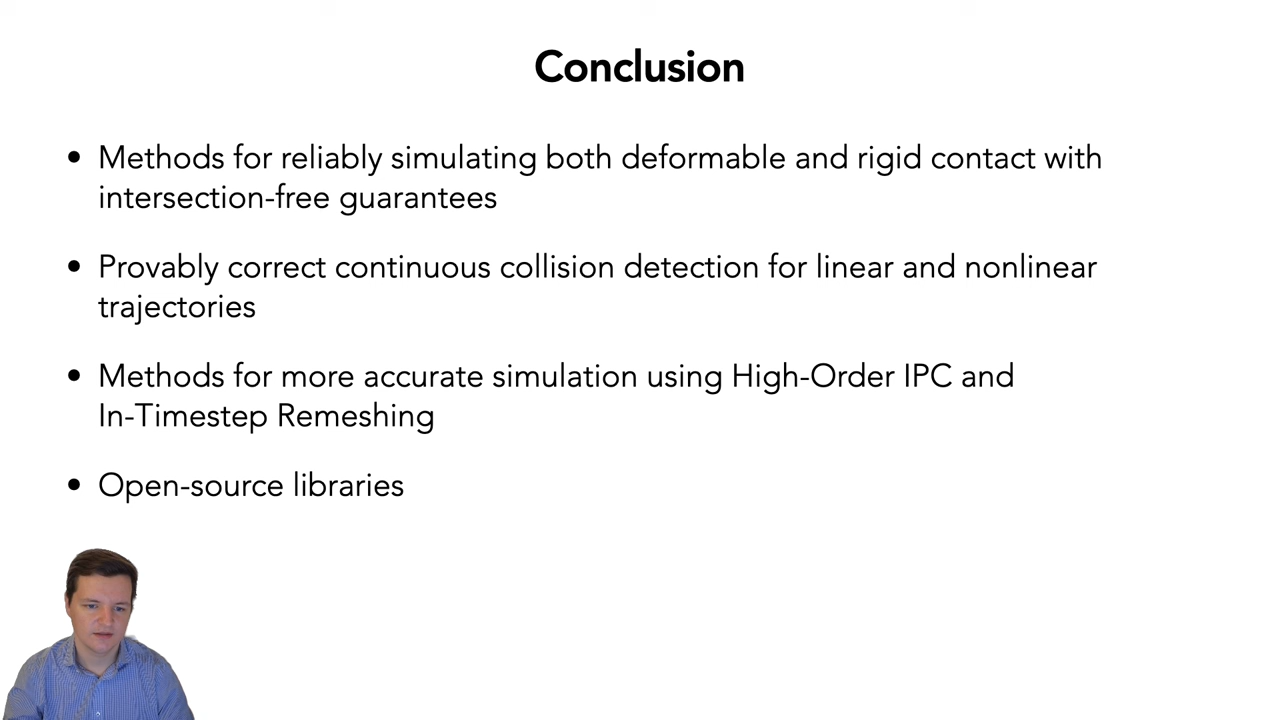 Conclusion
• Methods for reliably simulating both deformable and rigid contact with
intersection-free guarantees
• Provably correct continuous collision detection for linear and nonlinear
trajectories
• Methods for more accurate simulation using High-Order IPC and
In-Timestep Remeshing
• Open-source libraries